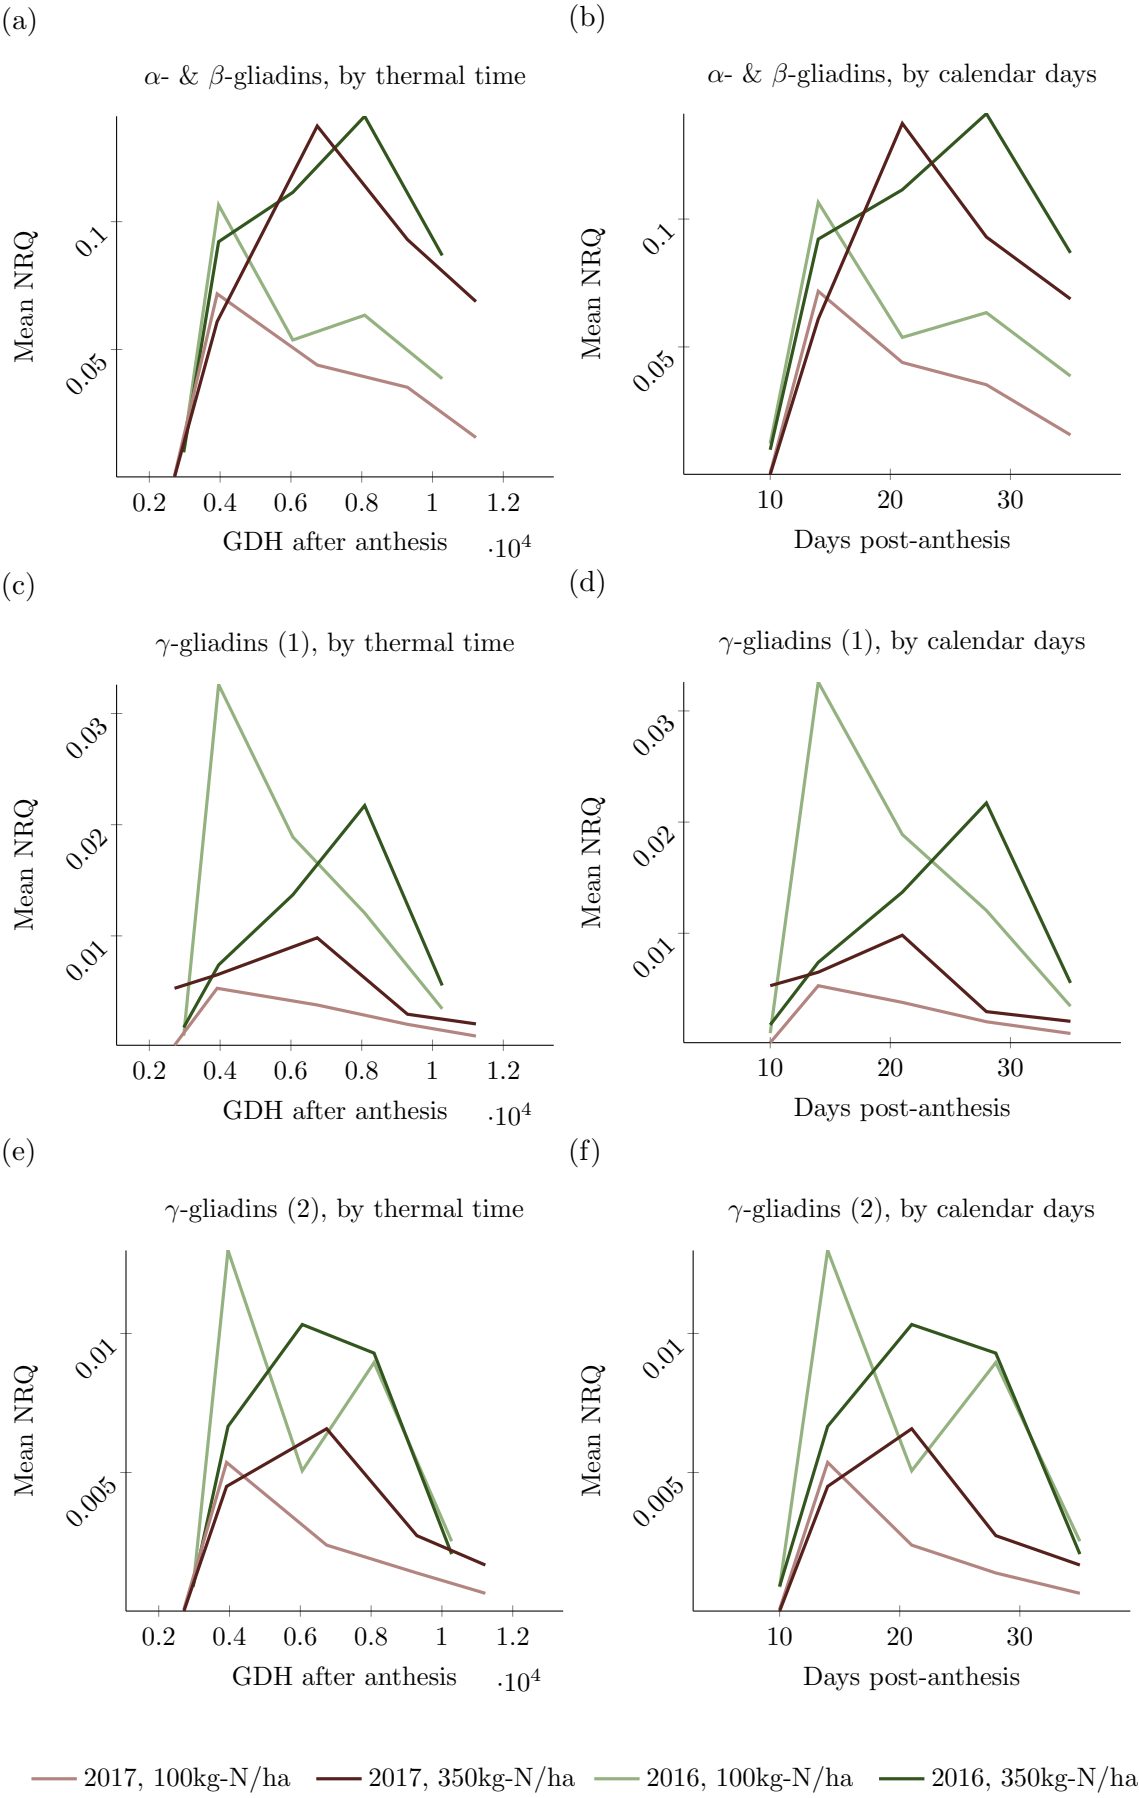 (a)
α- & β-gliadins, by thermal time
Mean NRQ
0.1
0.05
0.2 0.4 0.6 0.8 1 1.2
GDH after anthesis
·10⁴
(b)
α- & β-gliadins, by calendar days
Mean NRQ
0.1
0.05
10 20 30
Days post-anthesis
(c)
γ-gliadins (1), by thermal time
Mean NRQ
0.03
0.02
0.01
0.2 0.4 0.6 0.8 1 1.2
GDH after anthesis
·10⁴
(d)
γ-gliadins (1), by calendar days
Mean NRQ
0.03
0.02
0.01
10 20 30
Days post-anthesis
(e)
γ-gliadins (2), by thermal time
Mean NRQ
0.01
0.005
0.2 0.4 0.6 0.8 1 1.2
GDH after anthesis
·10⁴
(f)
γ-gliadins (2), by calendar days
Mean NRQ
0.01
0.005
10 20 30
Days post-anthesis
2017, 100kg-N/ha 2017, 350kg-N/ha 2016, 100kg-N/ha 2016, 350kg-N/ha